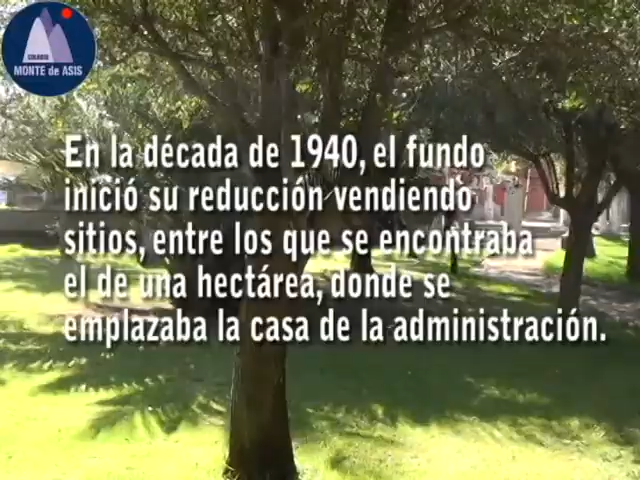 COLEGIO
MONTE de ASIS
En la década de 1940, el fundo
inició su reducción vendiendo
sitios, entre los que se encontraba
el de una hectárea, donde se
emplazaba la casa de la administración.